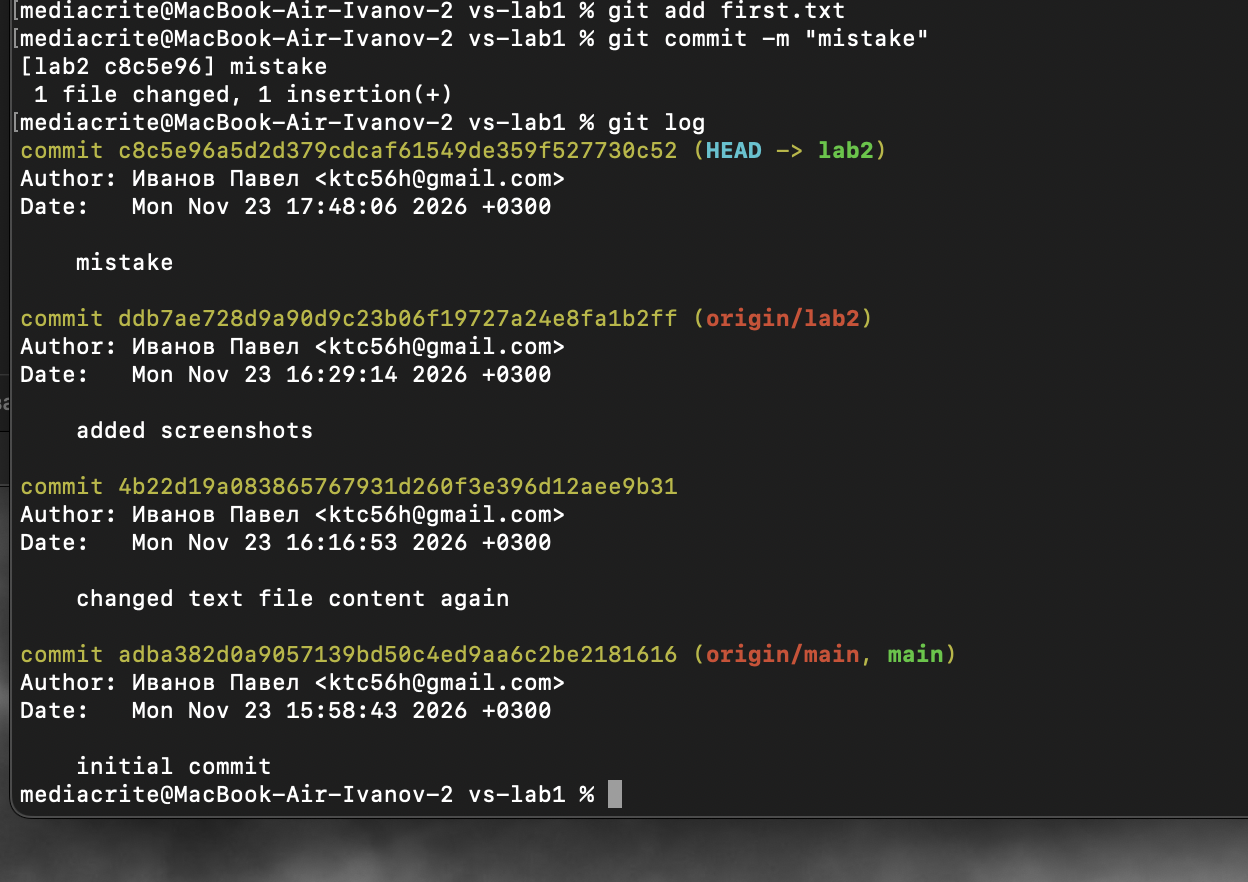 [mediacrite@MacBook-Air-Ivanov-2 vs-lab1 % git add first.txt
[mediacrite@MacBook-Air-Ivanov-2 vs-lab1 % git commit -m "mistake"
[lab2 c8c5e96] mistake
 1 file changed, 1 insertion(+)
[mediacrite@MacBook-Air-Ivanov-2 vs-lab1 % git log
commit c8c5e96a5d2d379cdcaf61549de359f527730c52 (HEAD -> lab2)
Author: Иванов Павел <ktc56h@gmail.com>
Date:   Mon Nov 23 17:48:06 2026 +0300

    mistake

commit ddb7ae728d9a90d9c23b06f19727a24e8fa1b2ff (origin/lab2)
Author: Иванов Павел <ktc56h@gmail.com>
Date:   Mon Nov 23 16:29:14 2026 +0300

    added screenshots

commit 4b22d19a083865767931d260f3e396d12aee9b31
Author: Иванов Павел <ktc56h@gmail.com>
Date:   Mon Nov 23 16:16:53 2026 +0300

    changed text file content again

commit adba382d0a9057139bd50c4ed9aa6c2be2181616 (origin/main, main)
Author: Иванов Павел <ktc56h@gmail.com>
Date:   Mon Nov 23 15:58:43 2026 +0300

    initial commit
mediacrite@MacBook-Air-Ivanov-2 vs-lab1 %